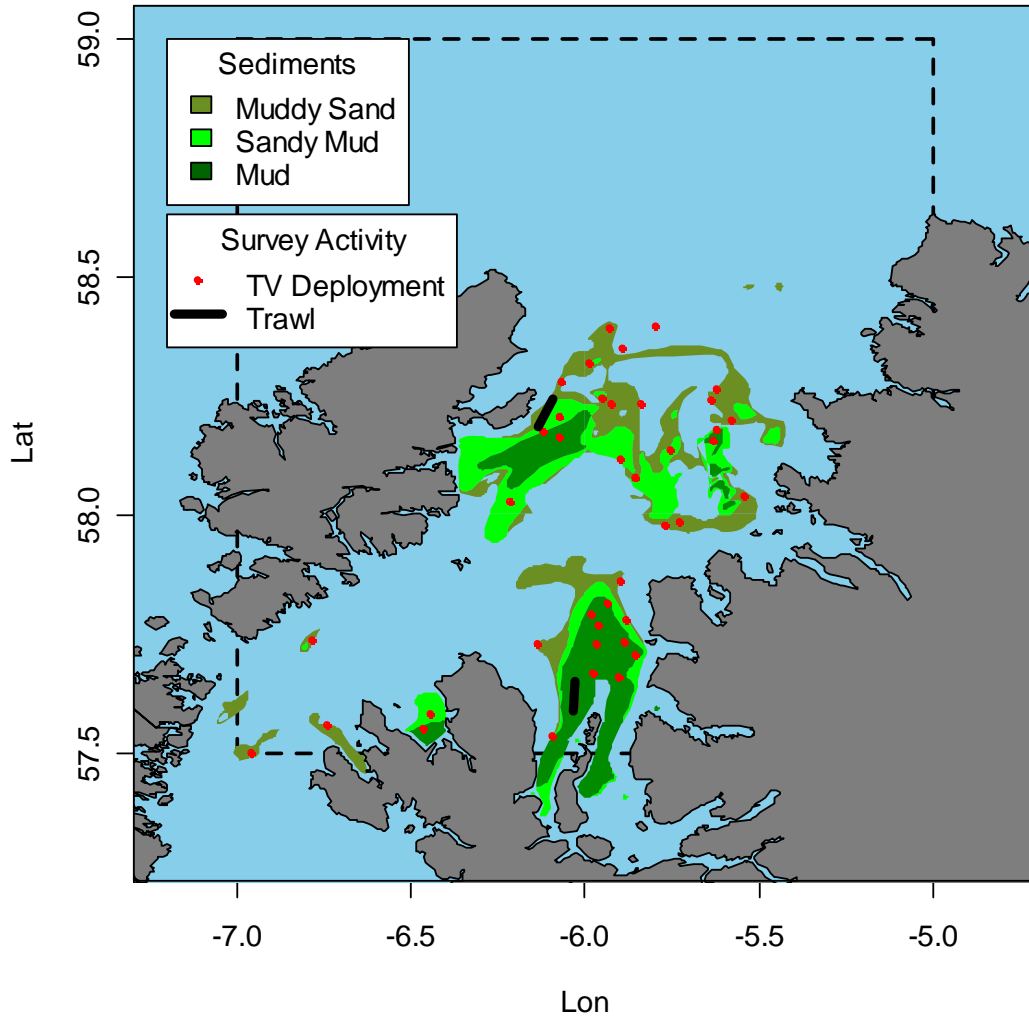 59.0
58.5
58.0
57.5
Lat
Sediments
Muddy Sand
Sandy Mud
Mud
Survey Activity
TV Deployment
Trawl
-7.0 -6.5 -6.0 -5.5 -5.0
Lon